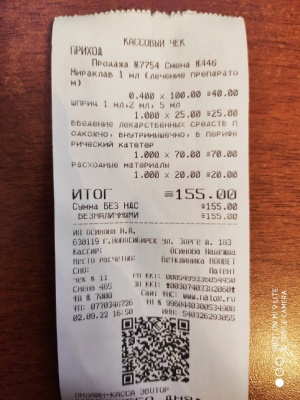 КАССОВЫЙ ЧЕК
ПРИХОД
Продажа №7754 Смена №446
Мираклав 1 мл (лечение препарато
м)
0.400 x 100.00 ≡40.00
шприц 1 мл,2 мл, 5 мл
1.000 x 25.00 ≡25.00
Введение лекарственных средств п
одкожно, внутримышечно, в перифе
рический катетер
1.000 x 70.00 ≡70.00
Расходные материалы
1.000 x 20.00 ≡20.00
ИТОГ ≡155.00
Сумма БЕЗ НДС ≡155.00
БЕЗНАЛИЧНЫМИ ≡155.00
ИП ОСИНОВА Н.А.
630119 г.Новосибирск ул. Зорге д. 183
Кассир: Осинова Надежда
Место расчетов: Ветклиника
СНО: Патент
Чек № 11
Смена 465
ФД № 7000 Сайт ФНС: www.nalog.ru
02.09.22 16:50 ИНН:
ОНЛАЙН-КАССА ЭВОТОР